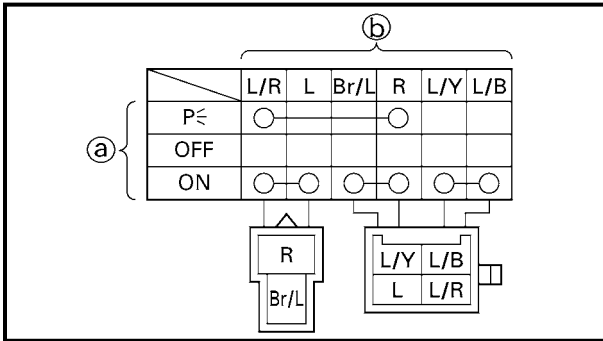 ⓑ
L/R L Br/L R L/Y L/B
P
OFF
ⓐ
ON
R
L/Y L/B
Br/L
L L/R